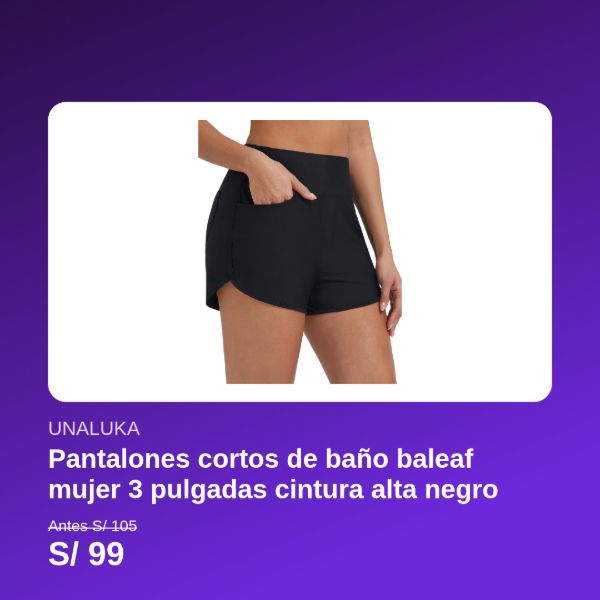 UNALUKA
Pantalones cortos de baño baleaf
mujer 3 pulgadas cintura alta negro
Antes S/ 105
S/ 99